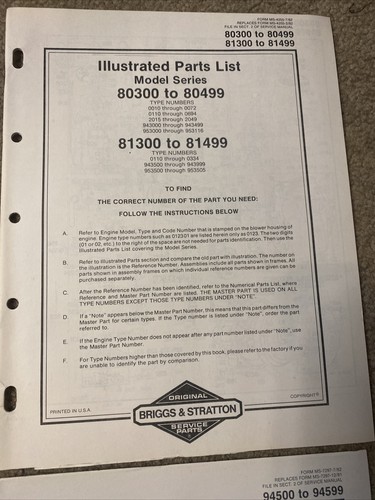 FORM MS-4052-7/82
REPLACES FORM MS-4052-2/80
FILE IN SECT. 2 OF SERVICE MANUAL
80300 to 80499
81300 to 81499
Illustrated Parts List
Model Series
80300 to 80499
TYPE NUMBERS
0010 through 0072
0110 through 0894
2015 through 2049
943000 through 943499
953000 through 953116
81300 to 81499
TYPE NUMBERS
0110 through 0334
943500 through 943999
953500 through 953505
TO FIND
THE CORRECT NUMBER OF THE PART YOU NEED:
FOLLOW THE INSTRUCTIONS BELOW
A. Refer to Engine Model, Type and Code Number that is stamped on the blower housing of
engine. Engine type numbers such as 012301 are listed herein only as 0123. The two digits
(01 or 02, etc.) to the right of the space are not needed for parts identification. Then use the
Illustrated Parts List covering the Model Series.
B. Refer to Illustrated Parts section and compare the old part with illustration. The number on
the illustration is the Reference Number. Assemblies include all parts shown in frames. All
parts shown in assembly frames on which individual reference numbers are given can be
purchased separately.
C. After the Reference Number has been identified, refer to the Numerical Parts List, where
Reference and Master Part Number are listed. THE MASTER PART IS USED ON ALL
TYPE NUMBERS EXCEPT THOSE TYPE NUMBERS UNDER "NOTE".
D. If a "Note" appears below the Master Part Number, this means that this part differs from the
Master Part for certain types. If the Type number is listed under "Note", order the part
referred to.
E. If the Engine Type Number does not appear after any part number listed under "Note", use
the Master Part Number.
F. For Type Numbers higher than those covered by this book, please refer to the factory if you
are unable to identify the part by comparison.
ORIGINAL
BRIGGS & STRATTON
SERVICE
PARTS
PRINTED IN U.S.A.
COPYRIGHT ©
REPLACES FORM
FILE IN SECT. 2 OF SERVICE MANUAL
94500 to 94599